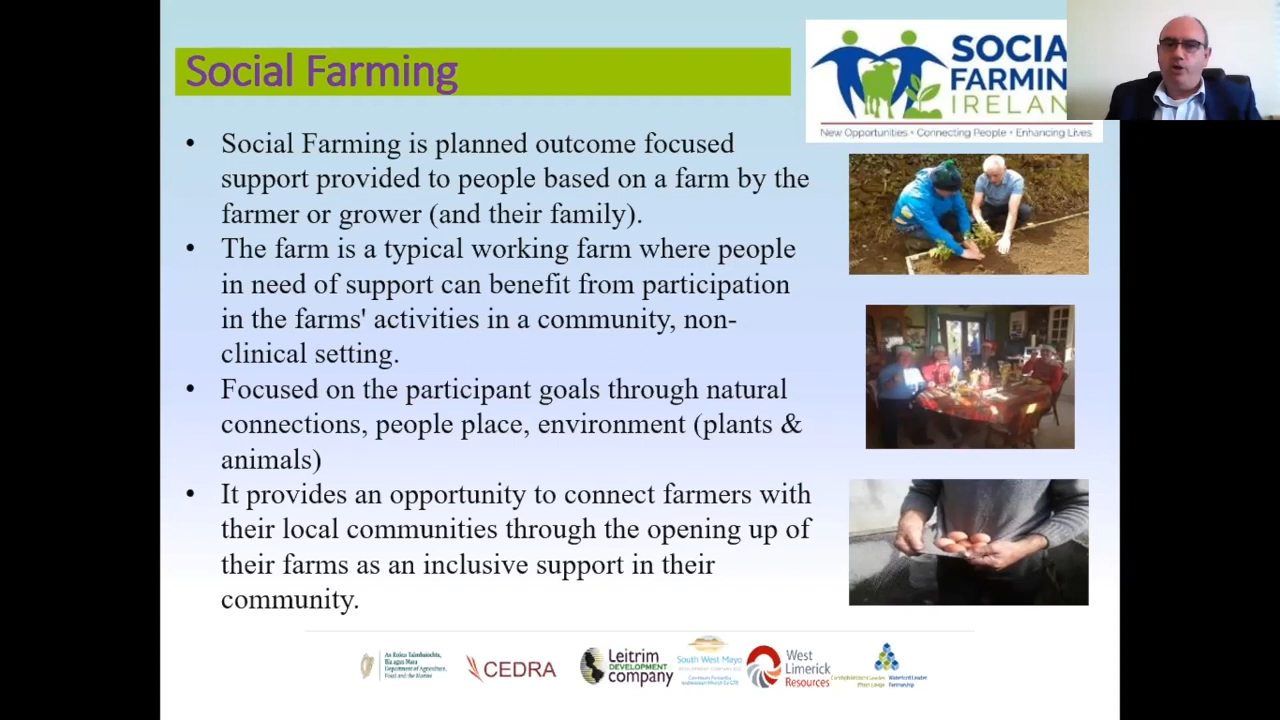 Social Farming
SOCIA
FARMIN
IRELAN
New Opportunities • Connecting People • Enhancing Lives
• Social Farming is planned outcome focused
support provided to people based on a farm by the
farmer or grower (and their family).
• The farm is a typical working farm where people
in need of support can benefit from participation
in the farms' activities in a community, non-
clinical setting.
• Focused on the participant goals through natural
connections, people place, environment (plants &
animals)
• It provides an opportunity to connect farmers with
their local communities through the opening up of
their farms as an inclusive support in their
community.
An Roinn Talmhaíochta,
Bia agus Mara
Department of Agriculture,
Food and the Marine
CEDRA
Leitrim
DEVELOPMENT
company
South West Mayo
West
Limerick
Resources
Waterford Leader
Partnership